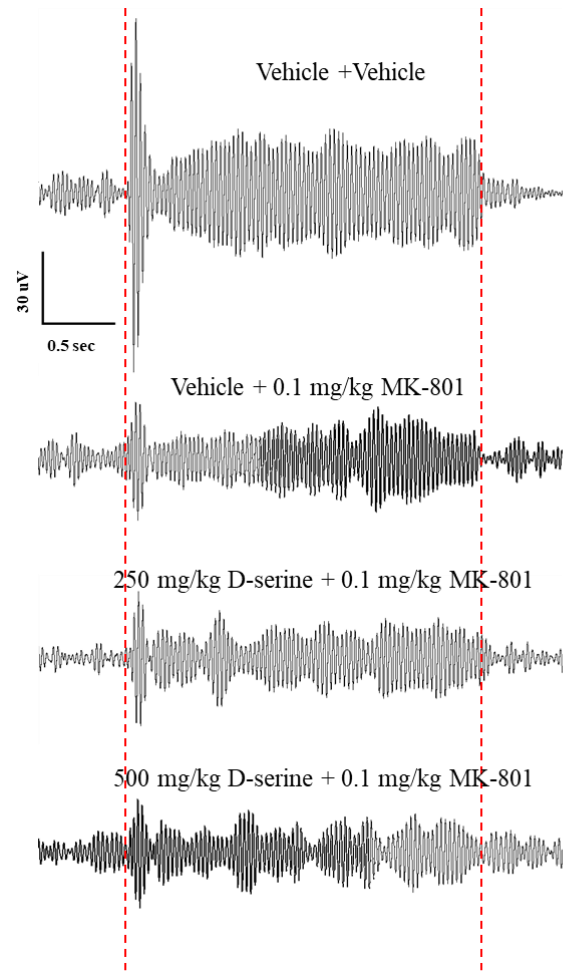 Vehicle +Vehicle
30 uV
0.5 sec
Vehicle + 0.1 mg/kg MK-801
250 mg/kg D-serine + 0.1 mg/kg MK-801
500 mg/kg D-serine + 0.1 mg/kg MK-801